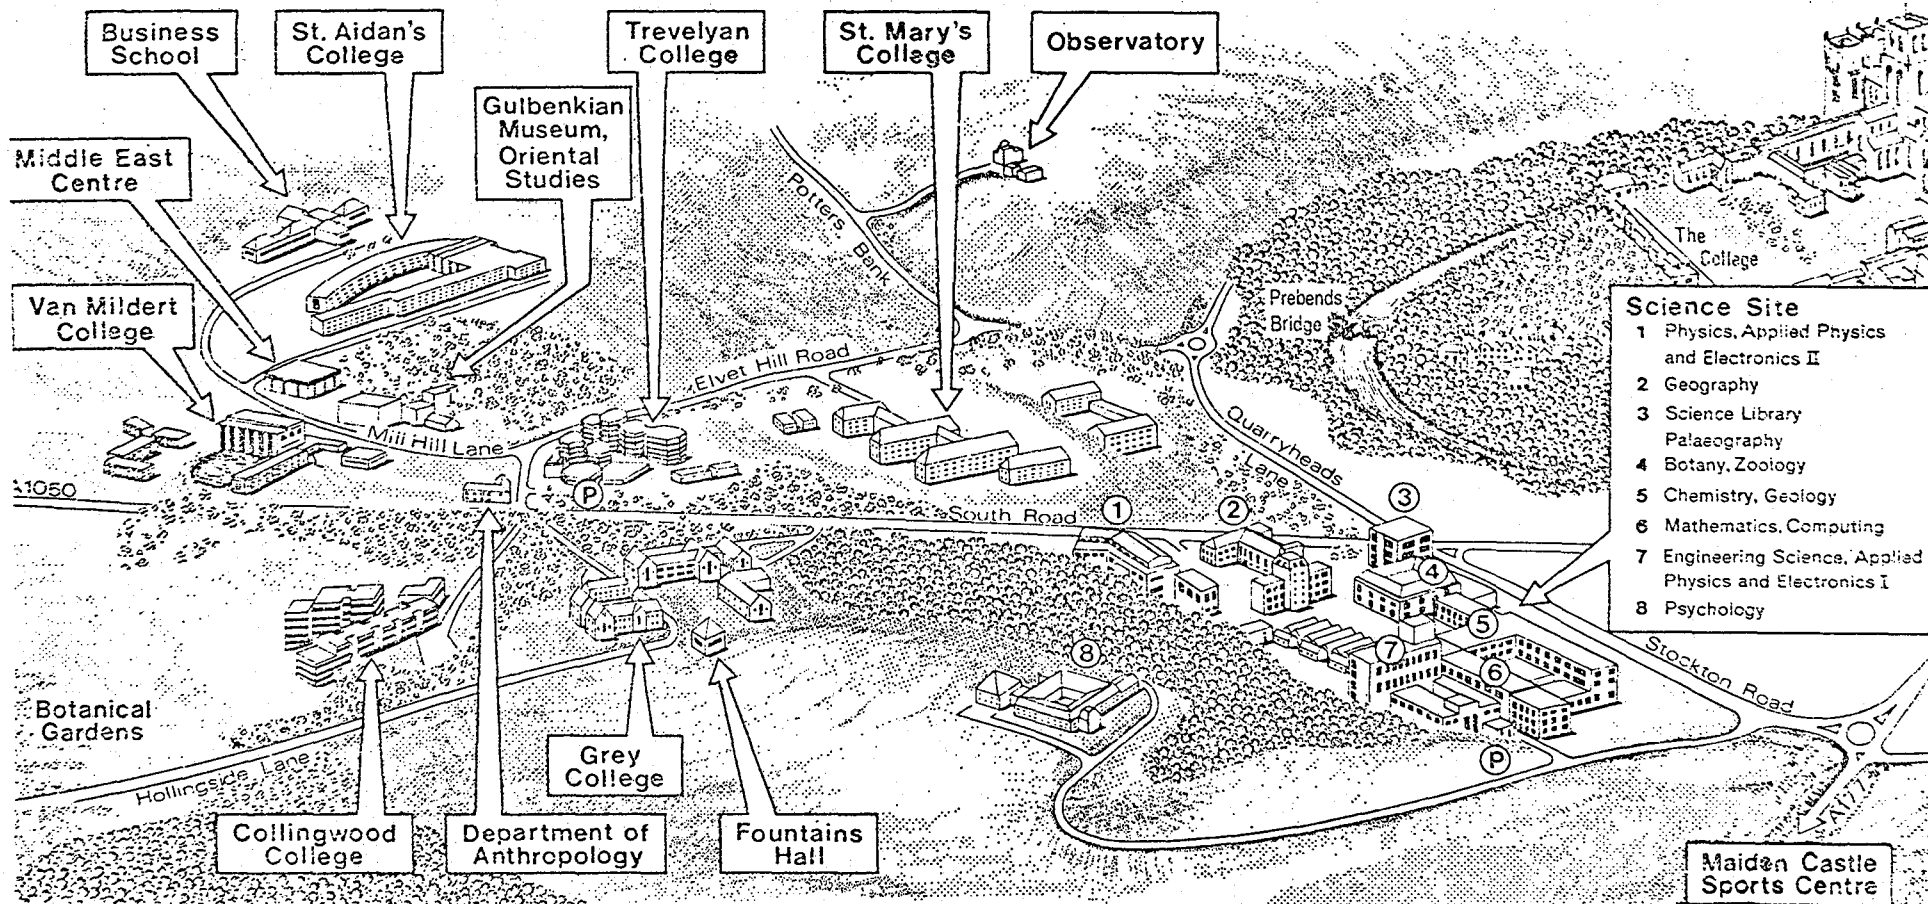 Business
School
St. Aidan's
College
Trevelyan
College
St. Mary's
College
Observatory
Gulbenkian
Museum,
Oriental
Studies
Middle East
Centre
Van Mildert
College
Potters Bank
The
College
Prebends
Bridge
Elvet Hill Road
Mill Hill Lane
Quarryheads
Lane
A1050
P
South Road
1
2
3
4
5
6
7
8
P
Science Site
1 Physics, Applied Physics
and Electronics II
2 Geography
3 Science Library
Palaeography
4 Botany, Zoology
5 Chemistry, Geology
6 Mathematics, Computing
7 Engineering Science, Applied
Physics and Electronics I
8 Psychology
Stockton Road
A177
Botanical
Gardens
Hollingside Lane
Grey
College
Collingwood
College
Department of
Anthropology
Fountains
Hall
Maiden Castle
Sports Centre